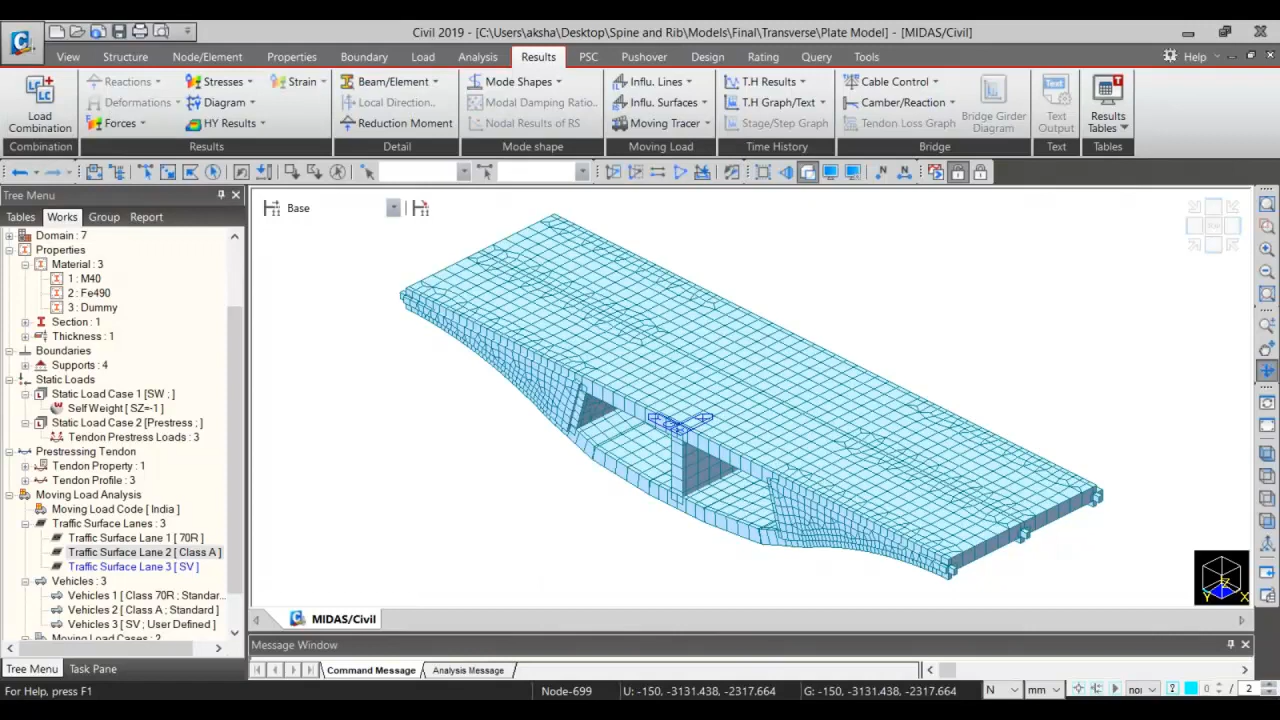 Civil 2019 - [C:\Users\aksha\Desktop\Spine and Rib\Models\Final\Transverse\Plate Model] - [MIDAS/Civil]
View Structure Node/Element Properties Boundary Load Analysis Results PSC Pushover Design Rating Query Tools Help
Load Combination
Reactions Stresses Strain
Deformations Diagram
Forces HY Results
Beam/Element
Local Direction..
Reduction Moment
Mode Shapes
Modal Damping Ratio..
Nodal Results of RS
Influ. Lines
Influ. Surfaces
Moving Tracer
T.H Results
T.H Graph/Text
Stage/Step Graph
Cable Control
Camber/Reaction
Tendon Loss Graph
Bridge Girder Diagram
Text Output
Results Tables
Combination Results Detail Mode shape Moving Load Time History Bridge Text Tables
Tree Menu
Tables Works Group Report
Base
Domain : 7
Properties
Material : 3
1 : M40
2 : Fe490
3 : Dummy
Section : 1
Thickness : 1
Boundaries
Supports : 4
Static Loads
Static Load Case 1 [SW ; ]
Self Weight [ SZ=-1 ]
Static Load Case 2 [Prestress ; ]
Tendon Prestress Loads : 3
Prestressing Tendon
Tendon Property : 1
Tendon Profile : 3
Moving Load Analysis
Moving Load Code [ India ]
Traffic Surface Lanes : 3
Traffic Surface Lane 1 [ 70R ]
Traffic Surface Lane 2 [ Class A ]
Traffic Surface Lane 3 [ SV ]
Vehicles : 3
Vehicles 1 [ Class 70R ; Standar...
Vehicles 2 [ Class A ; Standard ]
Vehicles 3 [ SV ; User Defined ]
Moving Load Cases : 2
MIDAS/Civil
Message Window
Tree Menu Task Pane
Command Message Analysis Message
For Help, press F1
Node-699
U: -150, -3131.438, -2317.664
G: -150, -3131.438, -2317.664
N mm noi 0 / 2
Y Z X